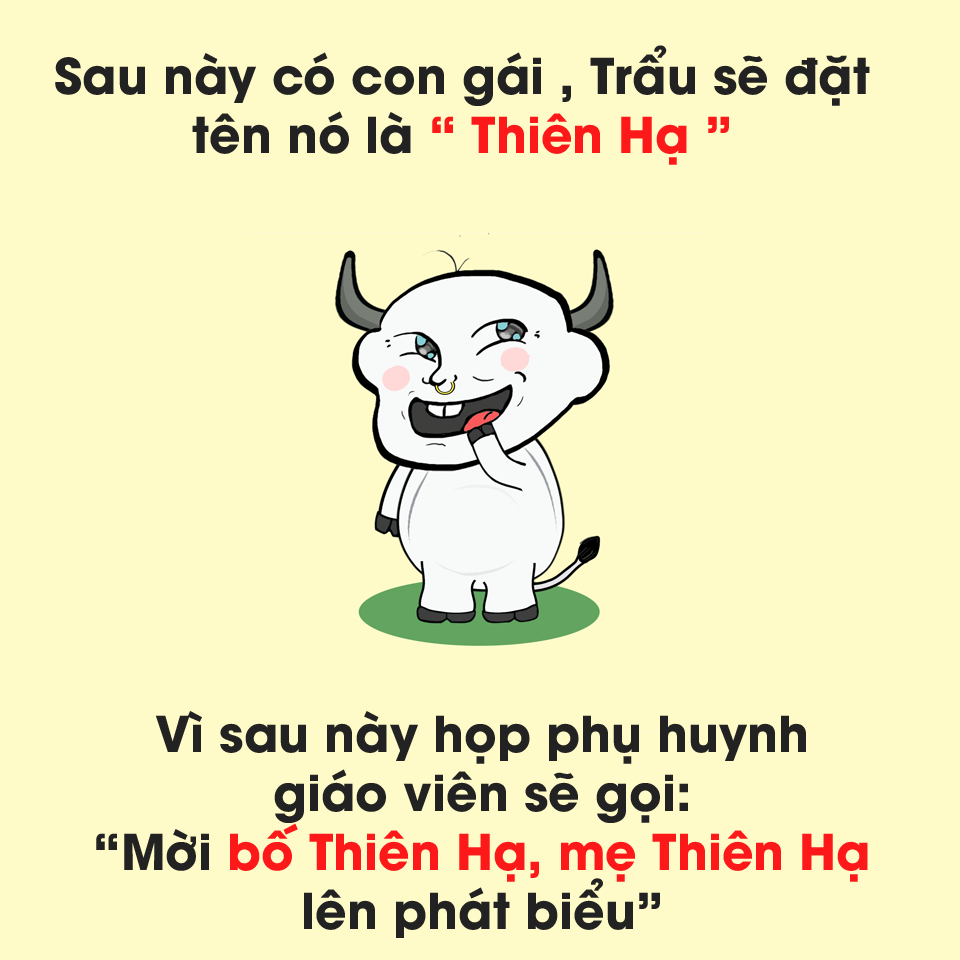 Sau này có con gái , Trẩu sẽ đặt
tên nó là “ Thiên Hạ ”
Vì sau này họp phụ huynh
giáo viên sẽ gọi:
“Mời bố Thiên Hạ, mẹ Thiên Hạ
lên phát biểu”